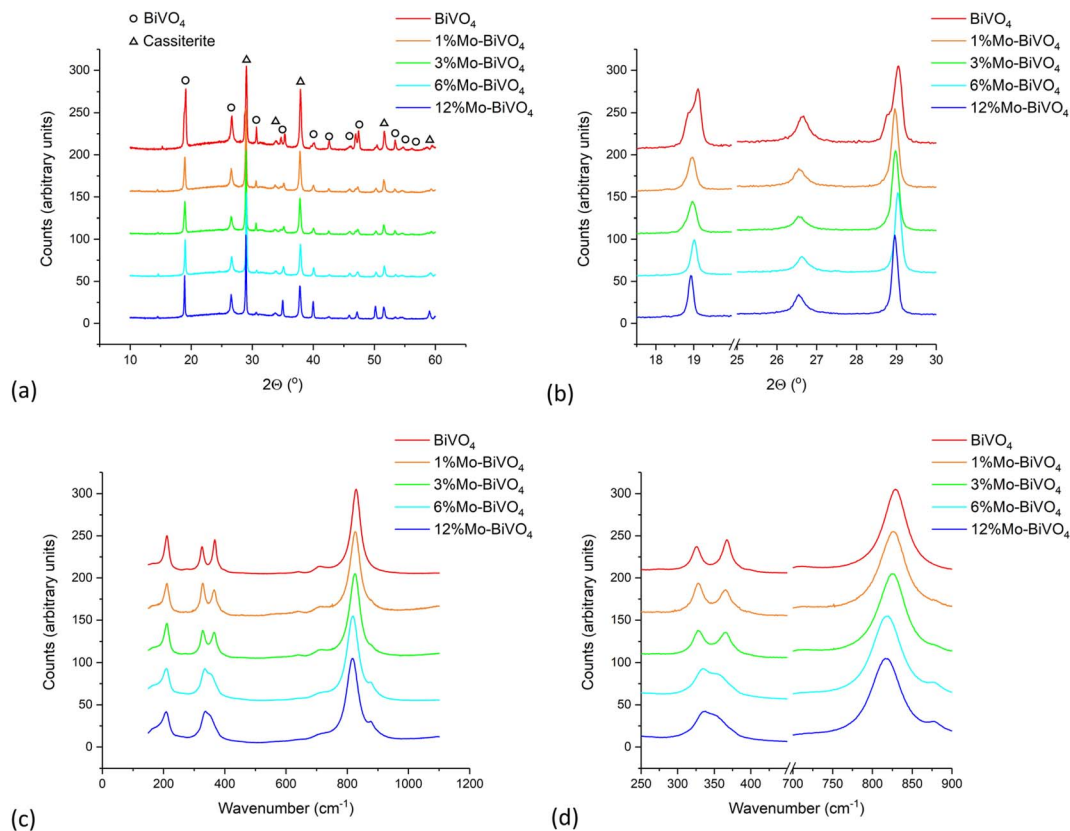 ○ BiVO₄
△ Cassiterite
BiVO₄
1%Mo-BiVO₄
3%Mo-BiVO₄
6%Mo-BiVO₄
12%Mo-BiVO₄
Counts (arbitrary units)
300
250
200
150
100
50
0
10 20 30 40 50 60
2Θ (°)
(a)
BiVO₄
1%Mo-BiVO₄
3%Mo-BiVO₄
6%Mo-BiVO₄
12%Mo-BiVO₄
Counts (arbitrary units)
300
250
200
150
100
50
0
18 19 25 26 27 28 29 30
2Θ (°)
(b)
BiVO₄
1%Mo-BiVO₄
3%Mo-BiVO₄
6%Mo-BiVO₄
12%Mo-BiVO₄
Counts (arbitrary units)
300
250
200
150
100
50
0
0 200 400 600 800 1000 1200
Wavenumber (cm⁻¹)
(c)
BiVO₄
1%Mo-BiVO₄
3%Mo-BiVO₄
6%Mo-BiVO₄
12%Mo-BiVO₄
Counts (arbitrary units)
300
250
200
150
100
50
0
250 300 350 400 700 750 800 850 900
Wavenumber (cm⁻¹)
(d)